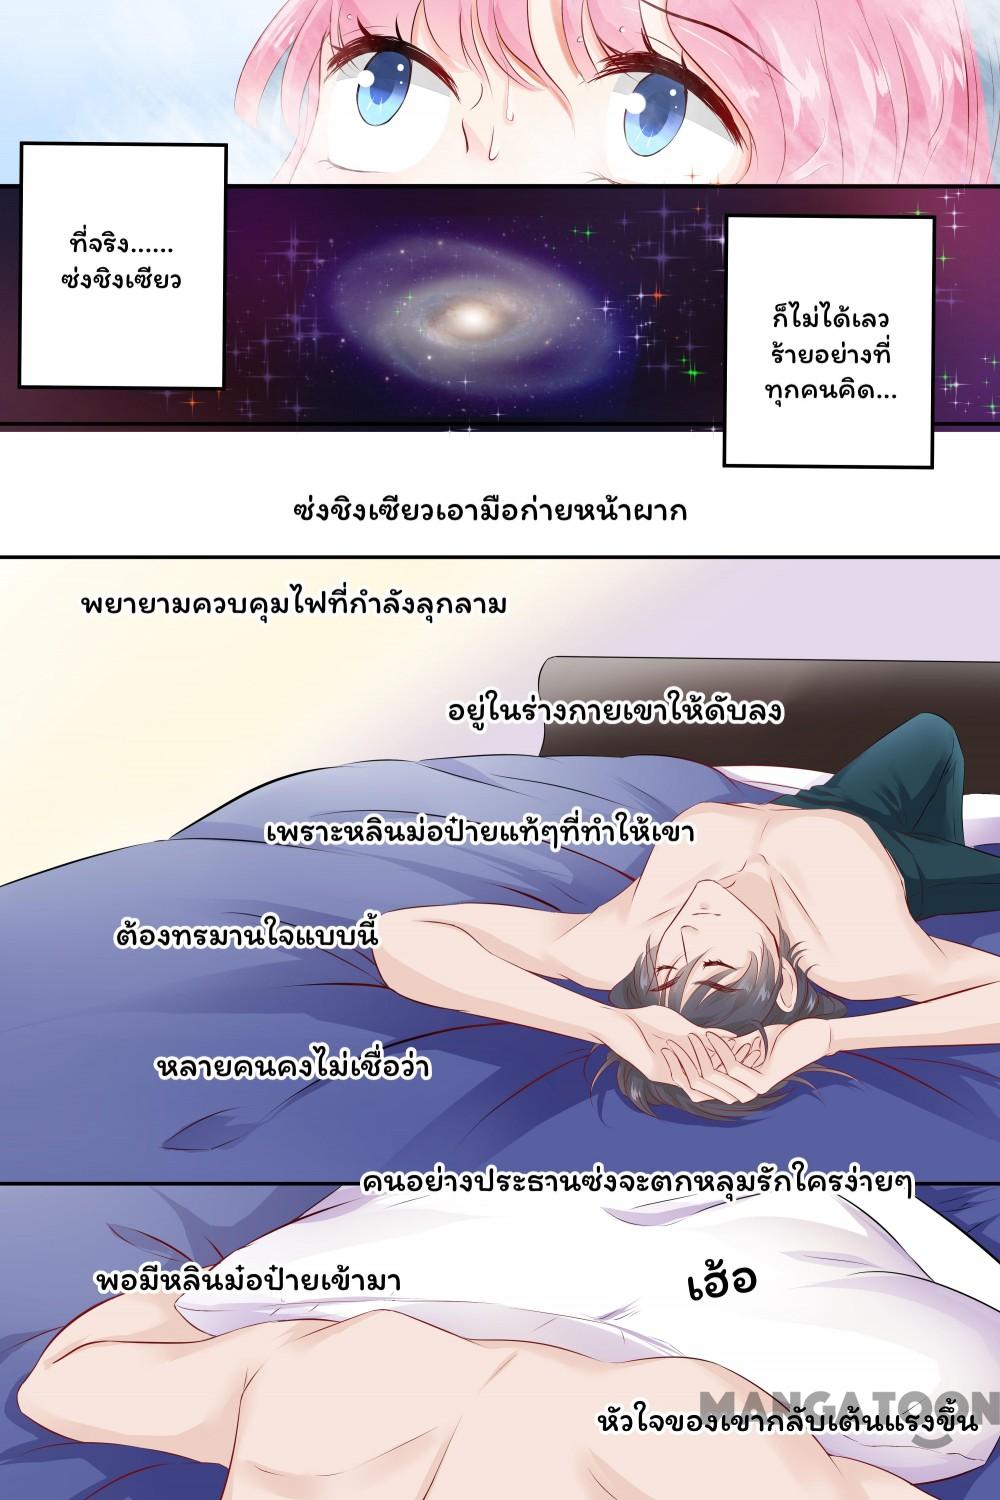 ที่จริง......
ซ่งชิงเซียว
ก็ไม่ได้เลว
ร้ายอย่างที่
ทุกคนคิด...
ซ่งชิงเซียวเอามือก่ายหน้าผาก
พยายามควบคุมไฟที่กำลังลุกลาม
อยู่ในร่างกายเขาให้ดับลง
เพราะหลินม่อป๋ายแท้ๆที่ทำให้เขา
ต้องทรมานใจแบบนี้
หลายคนคงไม่เชื่อว่า
คนอย่างประธานซ่งจะตกหลุมรักใครง่ายๆ
พอมีหลินม๋อป๋ายเข้ามา
เฮ้อ
หัวใจของเขากลับเต้นแรงขึ้น
MANGATOON